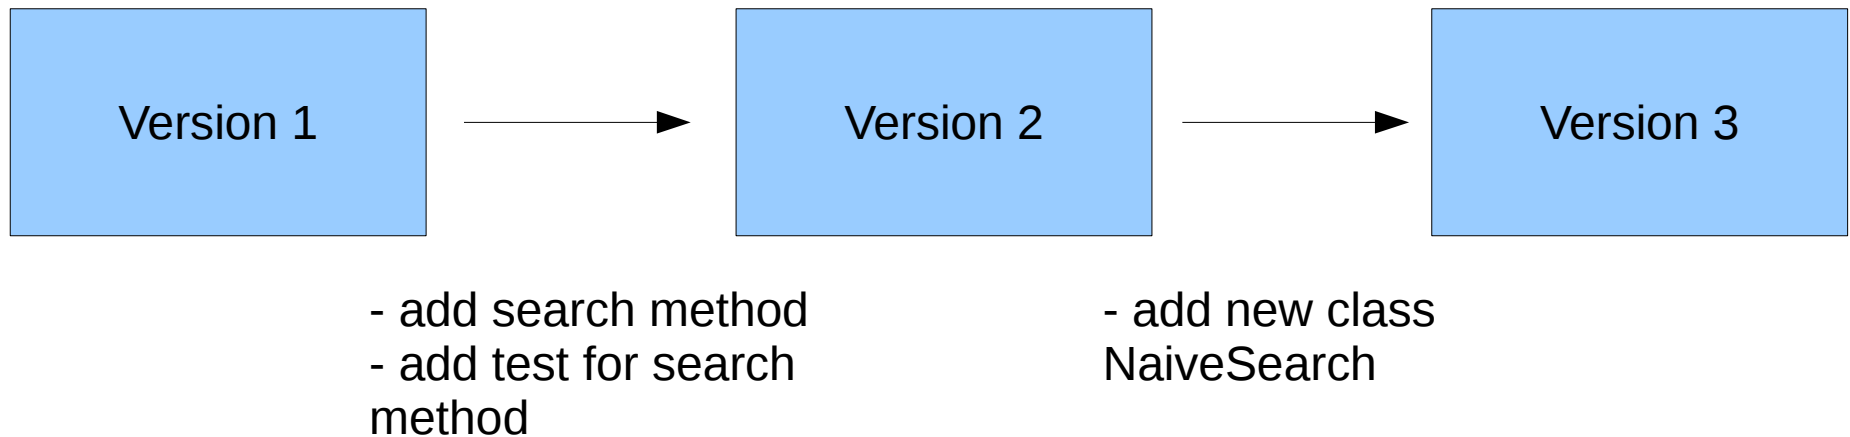 Version 1
Version 2
Version 3
- add search method
- add test for search
method
- add new class
NaiveSearch